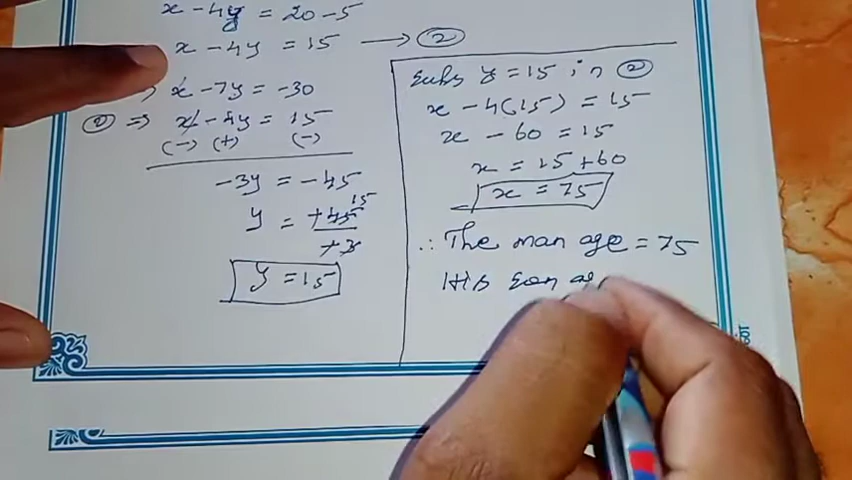 x - 4y = 20 - 5
x - 4y = 15 → ②
x - 7y = -30
② ⇒ x - 4y = 15
(-) (+) (-)
-3y = -45
y = +45 15
+3
y = 15
Subs y = 15 in ②
x - 4(15) = 15
x - 60 = 15
x = 15 + 60
x = 75
∴ The man age = 75
His son